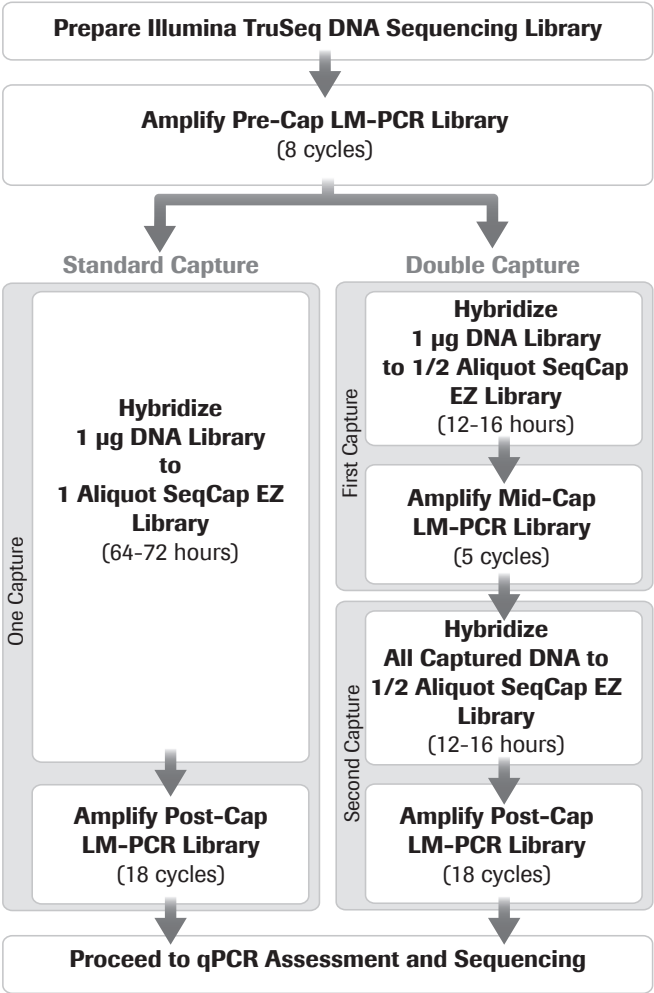 Prepare Illumina TruSeq DNA Sequencing Library
Amplify Pre-Cap LM-PCR Library
(8 cycles)
Standard Capture
One Capture
Hybridize
1 µg DNA Library
to
1 Aliquot SeqCap EZ
Library
(64-72 hours)
Amplify Post-Cap
LM-PCR Library
(18 cycles)
Double Capture
First Capture
Hybridize
1 µg DNA Library
to 1/2 Aliquot SeqCap
EZ Library
(12-16 hours)
Amplify Mid-Cap
LM-PCR Library
(5 cycles)
Second Capture
Hybridize
All Captured DNA to
1/2 Aliquot SeqCap EZ
Library
(12-16 hours)
Amplify Post-Cap
LM-PCR Library
(18 cycles)
Proceed to qPCR Assessment and Sequencing